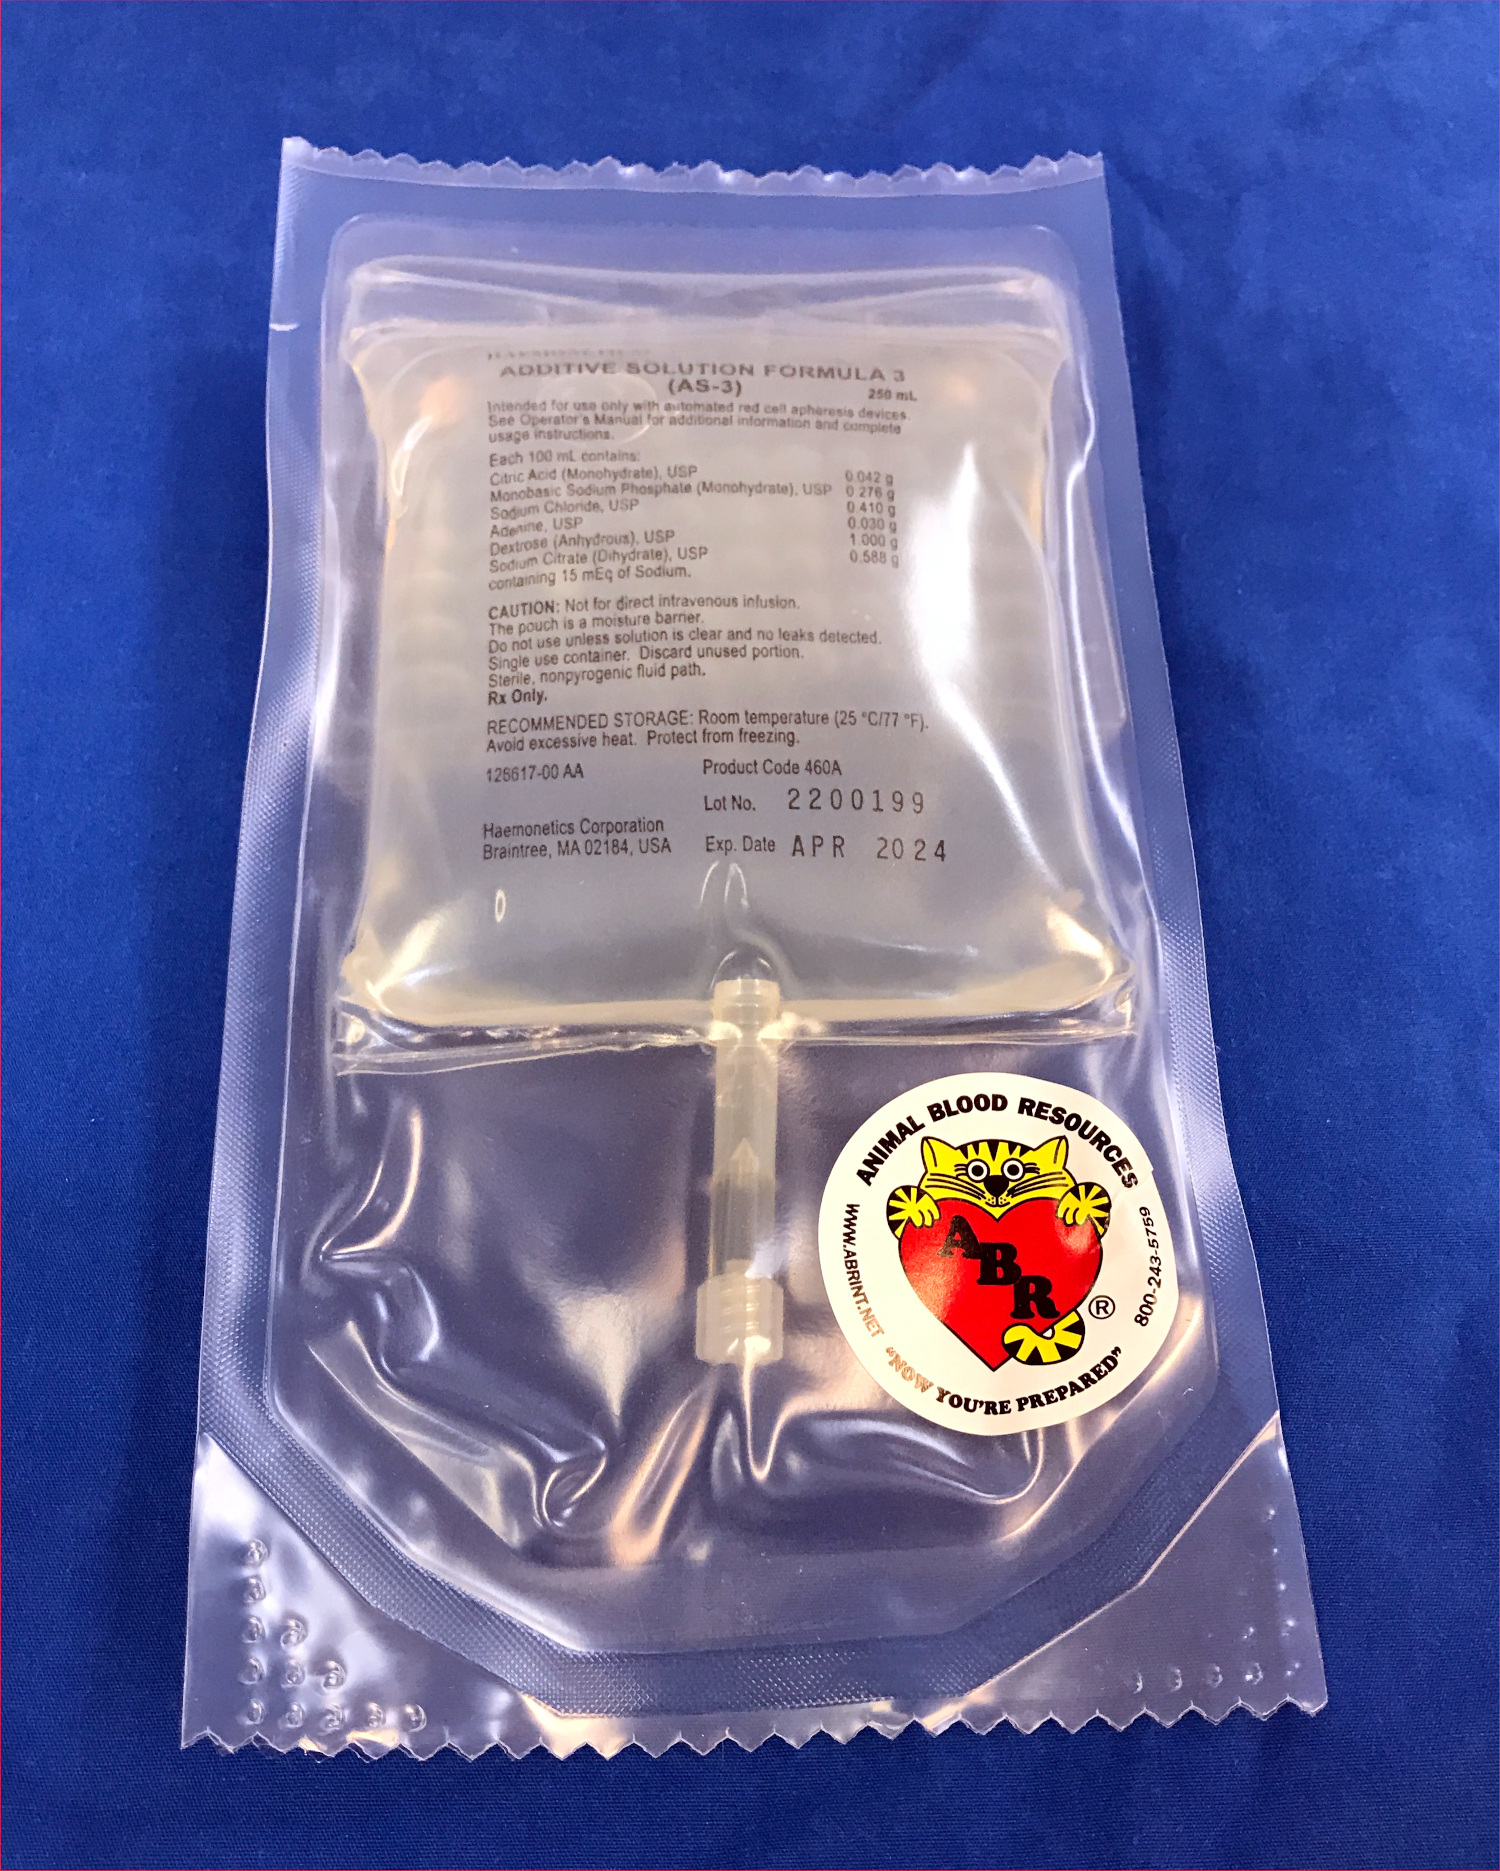 ADDITIVE SOLUTION FORMULA 3
(AS-3)
250 mL
Intended for use only with automated red cell apheresis devices.
See Operator's Manual for additional information and complete
usage instructions.
Each 100 mL contains:
Citric Acid (Monohydrate), USP 0.042 g
Monobasic Sodium Phosphate (Monohydrate), USP 0.276 g
Sodium Chloride, USP 0.410 g
Adenine, USP 0.030 g
Dextrose (Anhydrous), USP 1.000 g
Sodium Citrate (Dihydrate), USP 0.588 g
containing 15 mEq of Sodium.
CAUTION: Not for direct intravenous infusion.
The pouch is a moisture barrier.
Do not use unless solution is clear and no leaks detected.
Single use container. Discard unused portion.
Sterile, nonpyrogenic fluid path.
Rx Only.
RECOMMENDED STORAGE: Room temperature (25 °C/77 °F).
Avoid excessive heat. Protect from freezing.
128617-00 AA Product Code 460A
Lot No. 2200199
Haemonetics Corporation
Braintree, MA 02184, USA Exp. Date APR 2024
ANIMAL BLOOD RESOURCES
ABR
®
WWW.ABRINT.NET
800-243-5759
"NOW YOU'RE PREPARED"